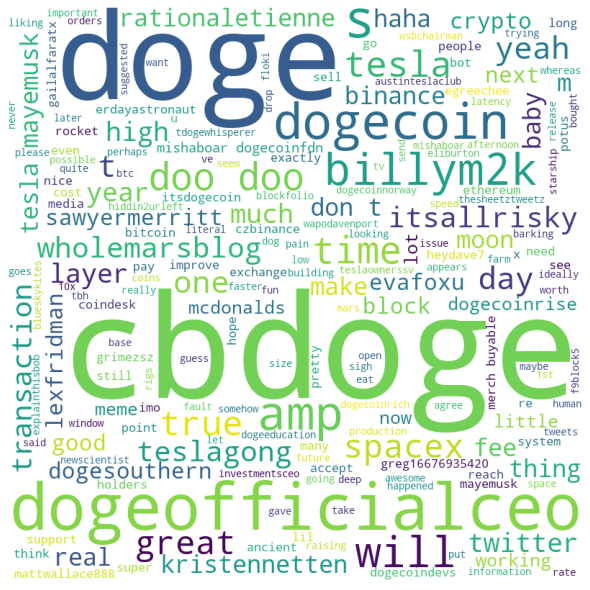 liking
orders
important
wsbchairman
trying
doge
suggested
want
floki
drop
rationaletienne
s
haha
crypto
long
go
people
bot
yeah
tesla
sell
austinteslaclub
whereas
bought
never
later
rocket
gailalfaratx
tesla mayemusk
erdayastronaut
u
tdogewhisperer
dogecoin
binance
next
egreechee
latency
m
baby
potus
starship
release
please
even
possible
perhaps
high
mishaboar dogecoinfdn
exactly
ve
seem
tv
send
mishaboar
afternoon
eliburton
quite
btc
t
doo doo
itsdogecoin
blockfolio
billym2k
dogecoinnorway
ethereum
thesheetztweetz
nice
cost
year
media
hiddin2urleft
bitcoin
literal
czbinance
much
don t
speed
looking
wapodavenport
sawyermerritt
itsallrisky
dog
pain
time
lot
issue
barking
heydave7
farm
x
need
wholemarsblog
moon
goes
10x
coins
pay
improve
low
building
teslaownerssv
appears
see
ideally
layer
one
make
day
blueskykites
tbh
really
exchange
faster
fun
mars
evafoxu
dogecoinrise
worth
coindesk
mcdonalds
block
transaction
explainthisbob
lexfridman
base
grimezsz
still
rigs
guess
hope
size
pretty
cbdoge
open
sigh
eat
merch buyable
maybe
1st
f9block5
meme
imo
fault
somehow
dogecoinrich
agree
now
re
human
said
window
point
true
dogeeducation
amp
production
future
spacex
little
system
tweets
good
newscientist
let
many
going
fee
greg16676935420
thing
teslagong
dogesouthern
holders
investmentsceo
deep
awesome
happened
accept
reach
mayemusk
space
gave
take
dogeofficialceo
support
lil
great
will
twitter
put
think
real
ancient
super
raising
kristennetten
working
mattwallace888
dogecoindevs
information
rate